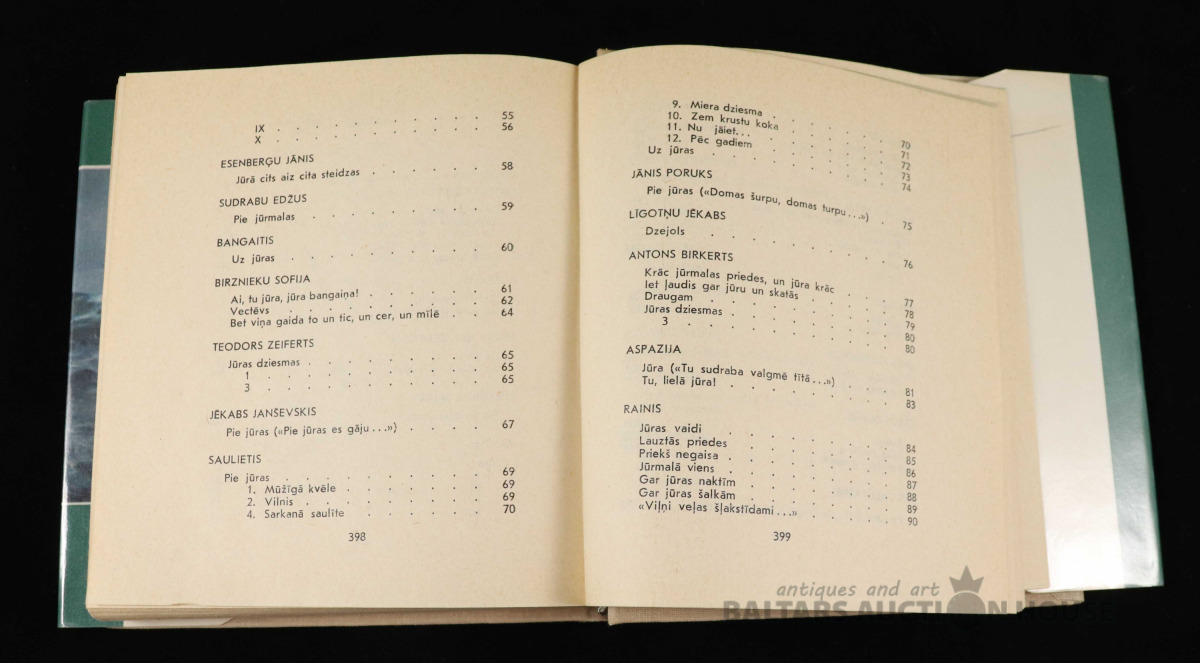 IX . . . . . . . . . . 55
X . . . . . . . . . . 56
ESENBERĢU JĀNIS
Jūrā cits aiz cita steidzas . . . . . 58
SUDRABU EDŽUS
Pie jūrmalas . . . . . . . . 59
BANGAITIS
Uz jūras . . . . . . . . . 60
BIRZNIEKU SOFIJA
Ai, tu jūra, jūra bangaiņa! . . . . . 61
Vectēvs . . . . . . . . . 62
Bet viņa gaida to un tic, un cer, un mīlē . . 64
TEODORS ZEIFERTS
Jūras dziesmas . . . . . . . . 65
1 . . . . . . . . . . 65
3 . . . . . . . . . . 65
JĒKABS JANŠEVSKIS
Pie jūras («Pie jūras es gāju...») . . . . 67
SAULIETIS
Pie jūras . . . . . . . . . 69
1. Mūžīgā kvēle . . . . . . . 69
2. Vilnis . . . . . . . . . 69
4. Sarkanā saulīte . . . . . . 70
398
9. Miera dziesma . . . . . . 70
10. Zem krustu koka . . . . . 71
11. Nu jāiet... . . . . . . 72
12. Pēc gadiem . . . . . . 73
Uz jūras . . . . . . . . 74
JĀNIS PORUKS
Pie jūras («Domas šurpu, domas turpu...») . 75
LĪGOTŅU JĒKABS
Dzejols . . . . . . . . 76
ANTONS BIRKERTS
Krāc jūrmalas priedes, un jūra krāc . . . 77
Iet ļaudis gar jūru un skatās . . . . 78
Draugam . . . . . . . . 79
Jūras dziesmas . . . . . . . 80
3 . . . . . . . . . 80
ASPAZIJA
Jūra («Tu sudraba valgmē tītā...») . . . 81
Tu, lielā jūra! . . . . . . . 83
RAINIS
Jūras vaidi . . . . . . . 84
Lauztās priedes . . . . . . 85
Priekš negaisa . . . . . . . 86
Jūrmalā viens . . . . . . . 87
Gar jūras naktīm . . . . . . 88
Gar jūras šalkām . . . . . . 89
«Viļņi veļas šļakstīdami...» . . . . 90
399
antiques and art
BALTARS AUCTION HOUSE